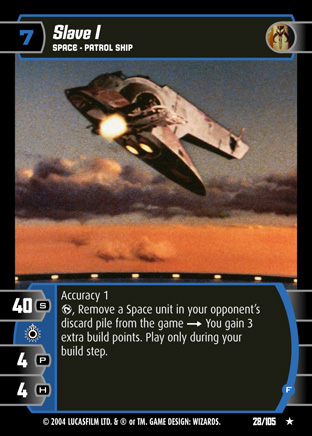 7
Slave I
SPACE - PATROL SHIP
40 S
Accuracy 1
, Remove a Space unit in your opponent's
discard pile from the game → You gain 3
extra build points. Play only during your
build step.
4 P
4 H
F
© 2004 LUCASFILM LTD. & ® or TM. GAME DESIGN: WIZARDS. 28/105 ★